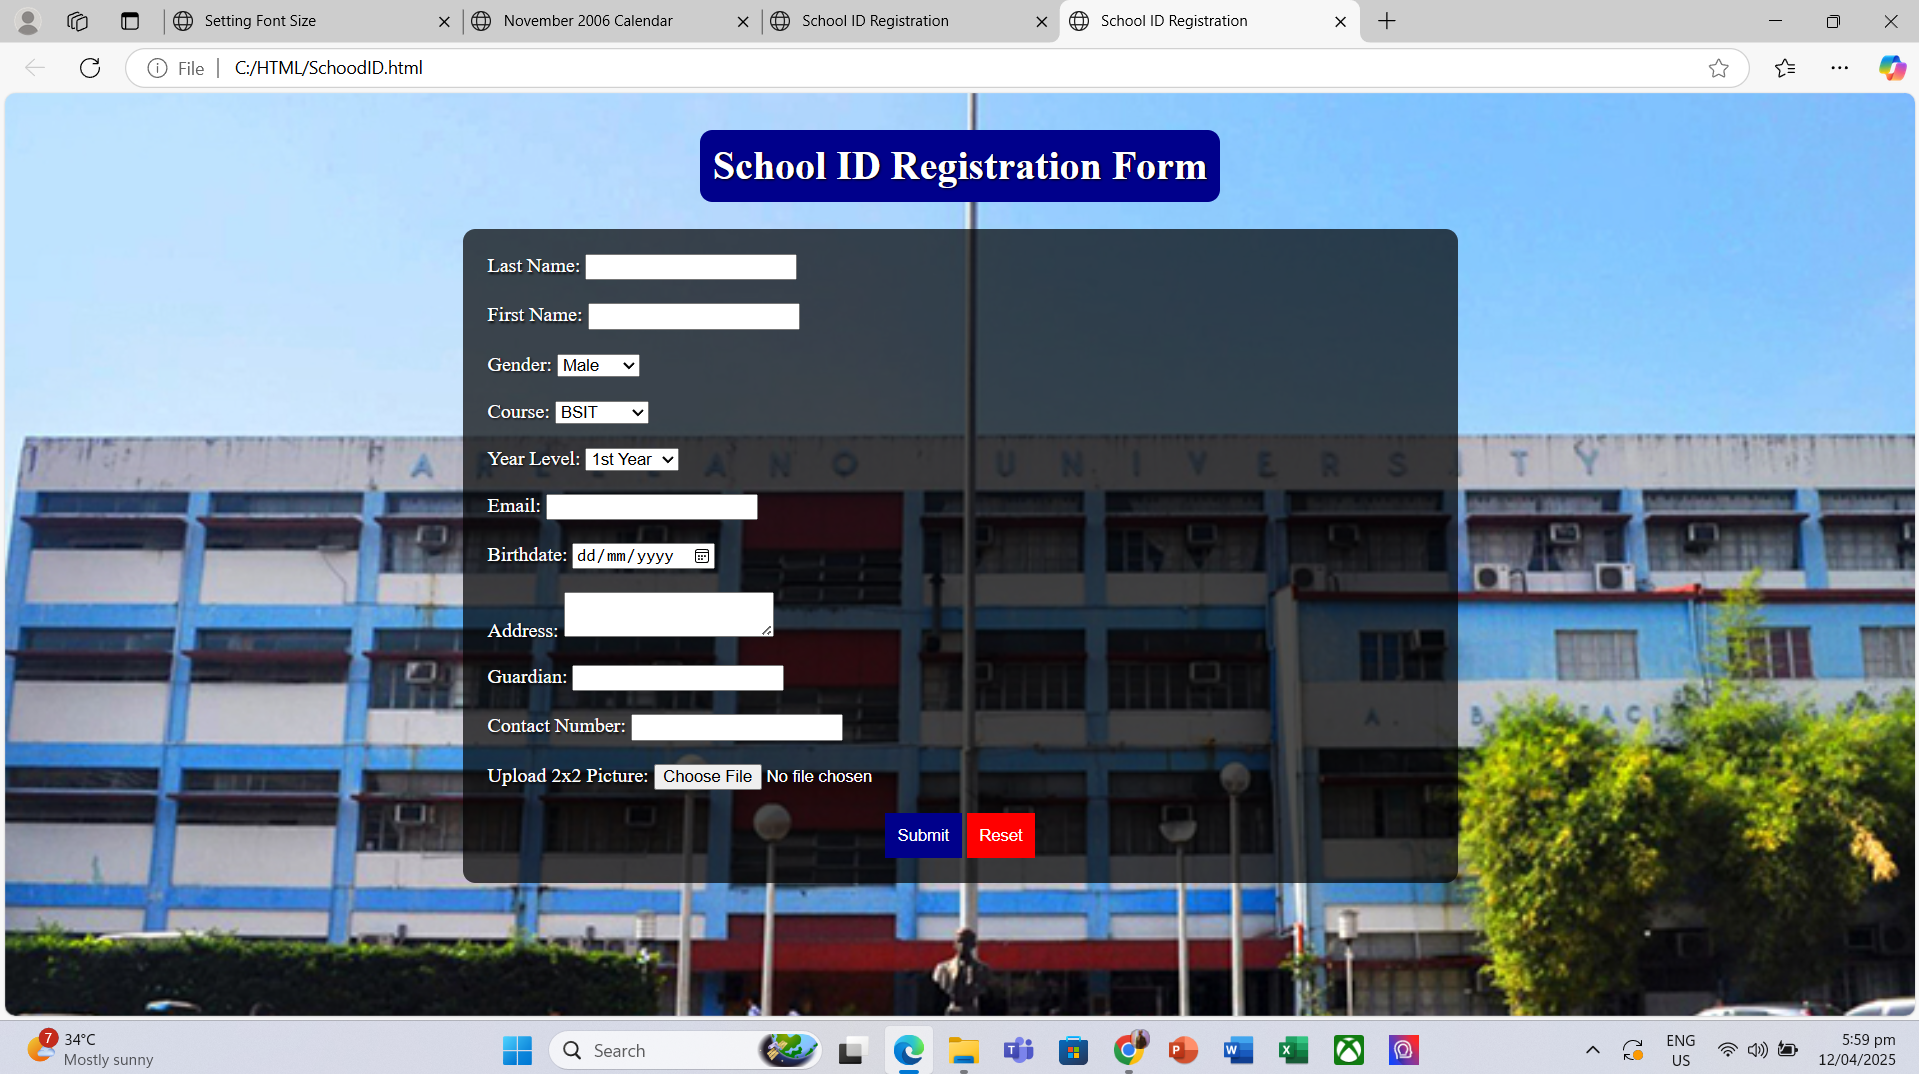 Setting Font Size
November 2006 Calendar
School ID Registration
School ID Registration
File
C:/HTML/SchoodID.html
School ID Registration Form
Last Name:
First Name:
Gender: Male
Course: BSIT
ARELLANO UNIVERSITY
Year Level: 1st Year
Email:
Birthdate: dd/mm/yyyy
Address:
Guardian:
A. B
Contact Number:
Upload 2x2 Picture: Choose File No file chosen
Submit Reset
7
34°C
Mostly sunny
Search
ENG
US
5:59 pm
12/04/2025